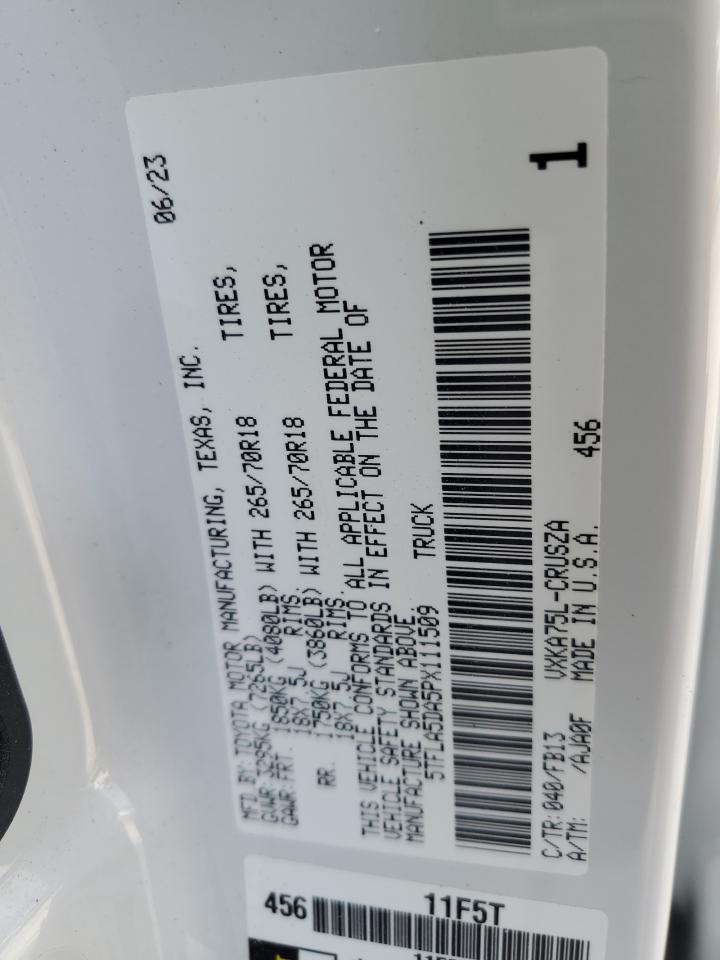 MFD. BY: TOYOTA MOTOR MANUFACTURING, TEXAS, INC. 06/23
GVWR: 3295KG (7265LB)
GAWR: FRT. 1850KG (4080LB) WITH 265/70R18 TIRES,
18X7.5J RIMS.
RR. 1750KG (3860LB) WITH 265/70R18 TIRES,
18X7.5J RIMS.
THIS VEHICLE CONFORMS TO ALL APPLICABLE FEDERAL MOTOR
VEHICLE SAFETY STANDARDS IN EFFECT ON THE DATE OF
MANUFACTURE SHOWN ABOVE.
5TFLA5DA5PX111509 TRUCK
C/TR: 040/FB13 VXKA75L-CRUSZA
A/TM: /AJA0F MADE IN U.S.A. 456
1
456
11F5T